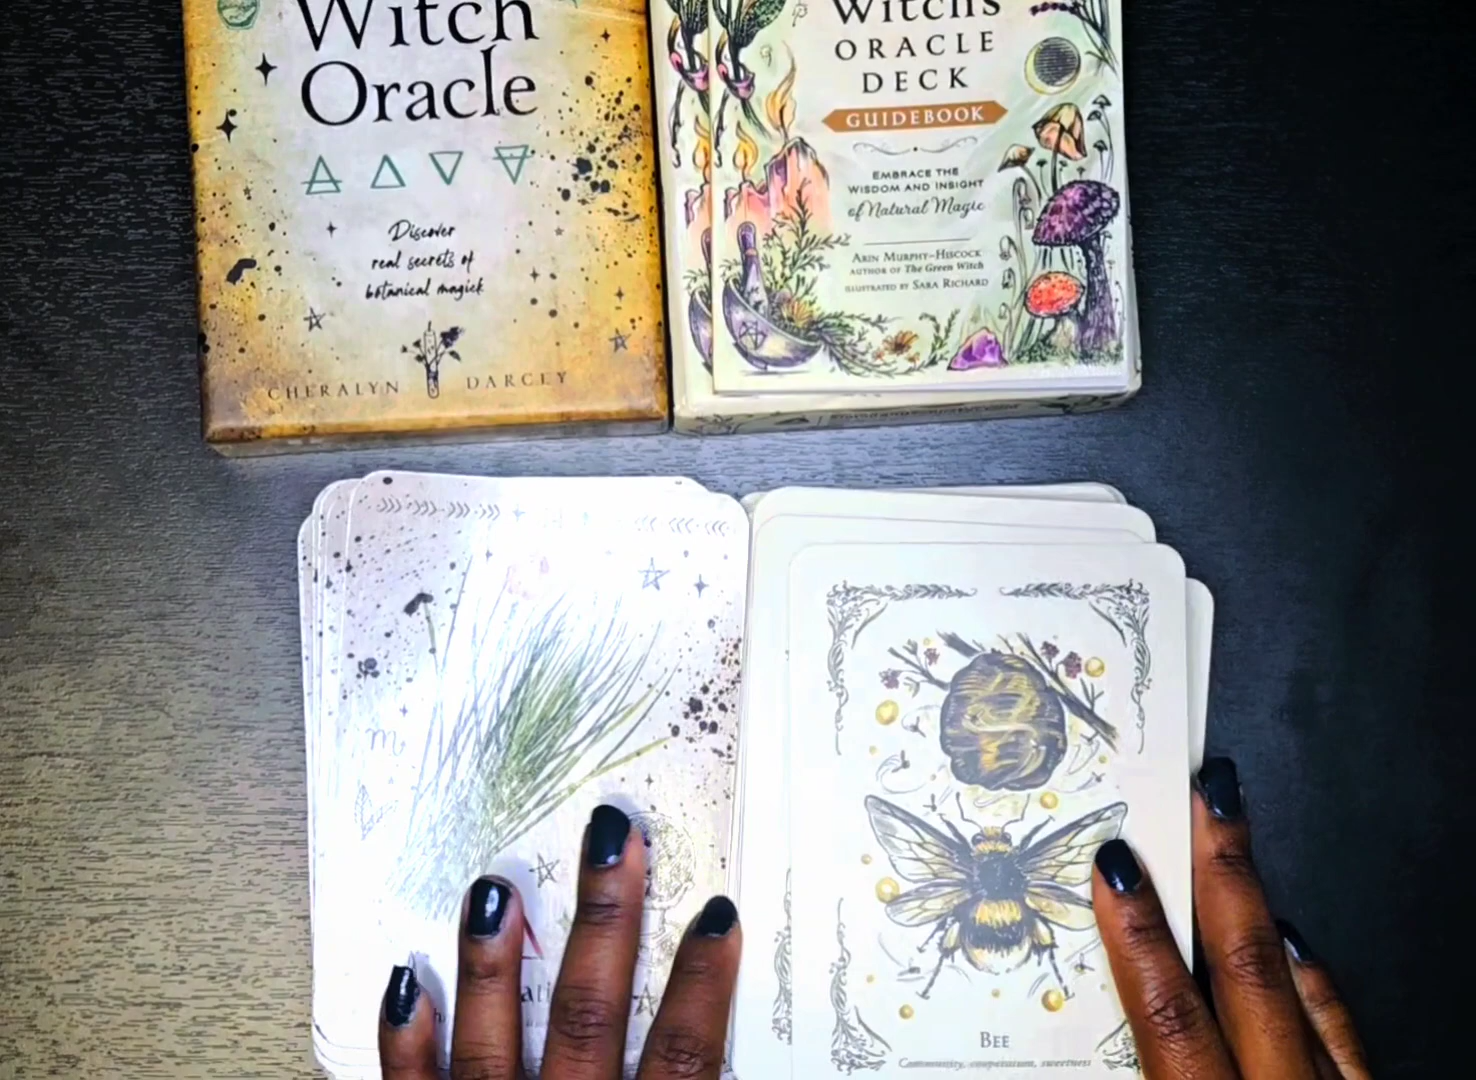 Witch
Oracle
Discover
real secrets of
botanical magick
CHERALYN DARCEY
Witch's
ORACLE
DECK
GUIDEBOOK
EMBRACE THE
WISDOM AND INSIGHT
of Natural Magic
ARIN MURPHY-HISCOCK
AUTHOR OF The Green Witch
ILLUSTRATED BY SARA RICHARD
m
BEE
Community, cooperation, sweetness